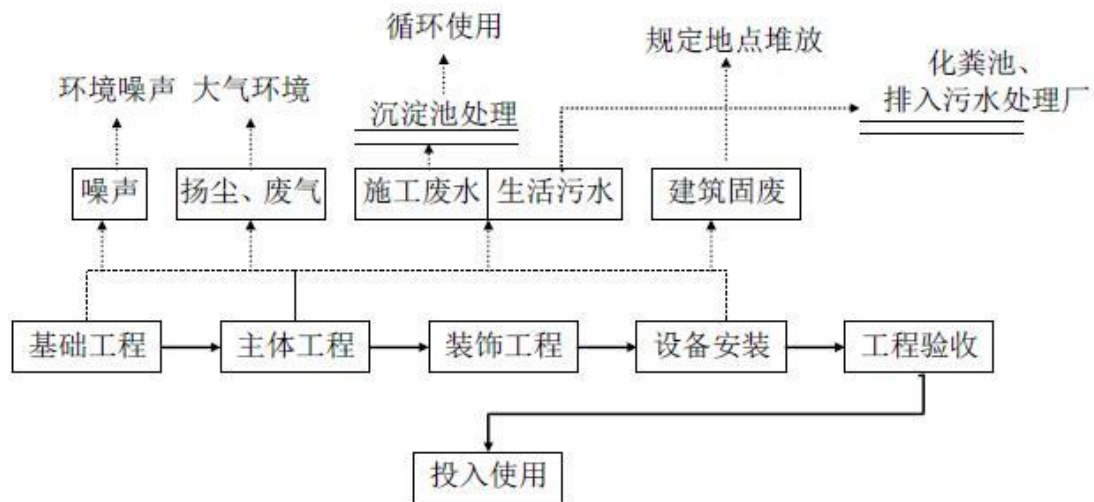 循环使用
规定地点堆放
化粪池、
环境噪声 大气环境
排入污水处理厂
沉淀池处理
噪声
扬尘、废气
施工废水
生活污水
建筑固废
基础工程
主体工程
装饰工程
设备安装
工程验收
投入使用